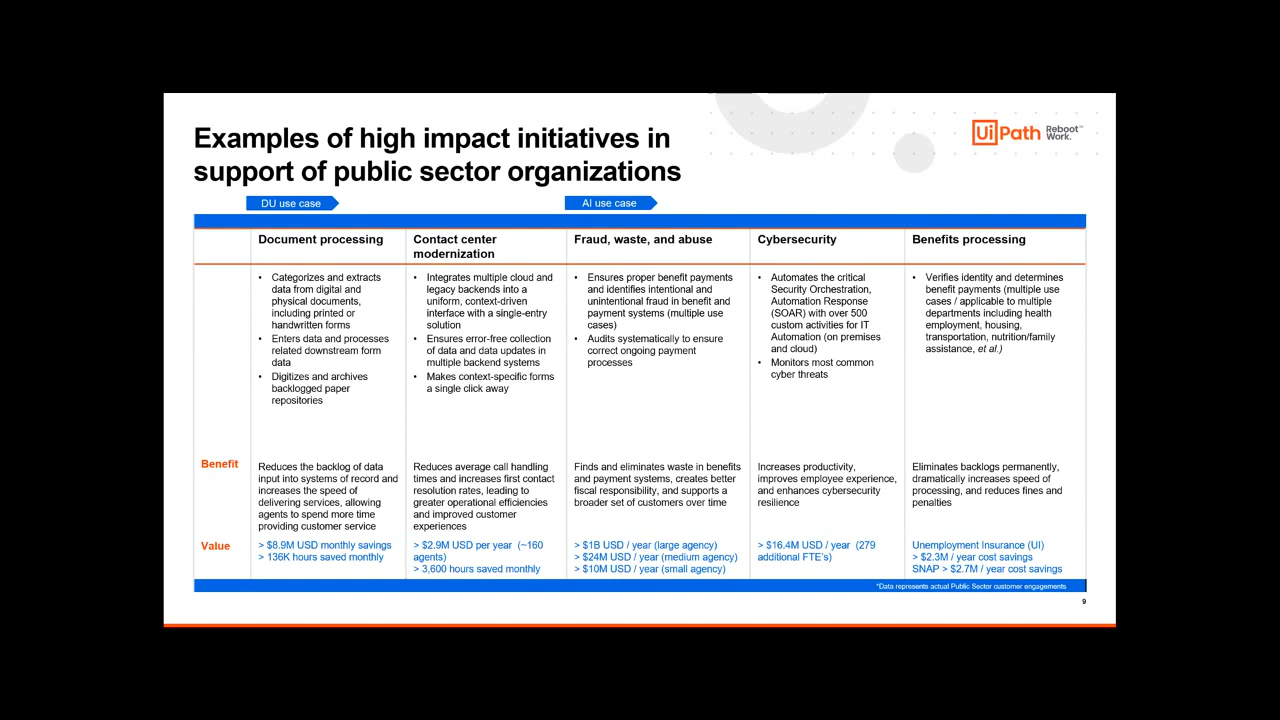 Examples of high impact initiatives in
support of public sector organizations
UiPath Reboot™
Work.
DU use case
AI use case
Document processing
Contact center
modernization
Fraud, waste, and abuse
Cybersecurity
Benefits processing
• Categorizes and extracts
data from digital and
physical documents,
including printed or
handwritten forms
• Enters data and processes
related downstream form
data
• Digitizes and archives
backlogged paper
repositories
• Integrates multiple cloud and
legacy backends into a
uniform, context-driven
interface with a single-entry
solution
• Ensures error-free collection
of data and data updates in
multiple backend systems
• Makes context-specific forms
a single click away
• Ensures proper benefit payments
and identifies intentional and
unintentional fraud in benefit and
payment systems (multiple use
cases)
• Audits systematically to ensure
correct ongoing payment
processes
• Automates the critical
Security Orchestration,
Automation Response
(SOAR) with over 500
custom activities for IT
Automation (on premises
and cloud)
• Monitors most common
cyber threats
• Verifies identity and determines
benefit payments (multiple use
cases / applicable to multiple
departments including health
employment, housing,
transportation, nutrition/family
assistance, et al.)
Benefit
Reduces the backlog of data
input into systems of record and
increases the speed of
delivering services, allowing
agents to spend more time
providing customer service
Reduces average call handling
times and increases first contact
resolution rates, leading to
greater operational efficiencies
and improved customer
experiences
Finds and eliminates waste in benefits
and payment systems, creates better
fiscal responsibility, and supports a
broader set of customers over time
Increases productivity,
improves employee experience,
and enhances cybersecurity
resilience
Eliminates backlogs permanently,
dramatically increases speed of
processing, and reduces fines and
penalties
Value
> $8.9M USD monthly savings
> 136K hours saved monthly
> $2.9M USD per year (~160
agents)
> 3,600 hours saved monthly
> $1B USD / year (large agency)
> $24M USD / year (medium agency)
> $10M USD / year (small agency)
> $16.4M USD / year (279
additional FTE's)
Unemployment Insurance (UI)
> $2.3M / year cost savings
SNAP > $2.7M / year cost savings
*Data represents actual Public Sector customer engagements
9